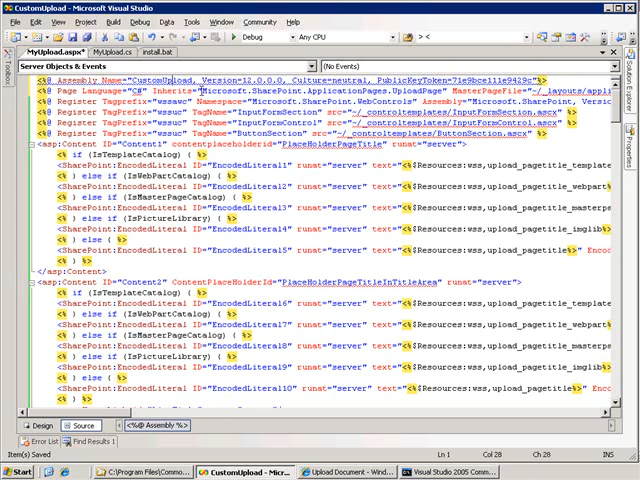 CustomUpload - Microsoft Visual Studio
File Edit View Project Build Debug Data Tools Window Community Help
Debug Any CPU > <
MyUpload.aspx* MyUpload.cs install.bat
Server Objects & Events (No Events)
<%@ Assembly Name="CustomUpload, Version=12.0.0.0, Culture=neutral, PublicKeyToken=71e9bce111e9429c"%>
<%@ Page Language="C#" Inherits="Microsoft.SharePoint.ApplicationPages.UploadPage" MasterPageFile="~/_layouts/appli
<%@ Register Tagprefix="wssawc" Namespace="Microsoft.SharePoint.WebControls" Assembly="Microsoft.SharePoint, Versio
<%@ Register TagPrefix="wssuc" TagName="InputFormSection" src="~/_controltemplates/InputFormSection.ascx" %>
<%@ Register TagPrefix="wssuc" TagName="InputFormControl" src="~/_controltemplates/InputFormControl.ascx" %>
<%@ Register TagPrefix="wssuc" TagName="ButtonSection" src="~/_controltemplates/ButtonSection.ascx" %>
<asp:Content ID="Content1" contentplaceholderid="PlaceHolderPageTitle" runat="server">
<% if (IsTemplateCatalog) { %>
<SharePoint:EncodedLiteral ID="EncodedLiteral1" runat="server" text="<%$Resources:wss,upload_pagetitle_template
<% } else if (IsWebPartCatalog) { %>
<SharePoint:EncodedLiteral ID="EncodedLiteral2" runat="server" text="<%$Resources:wss,upload_pagetitle_webpart%
<% } else if (IsMasterPageCatalog) { %>
<SharePoint:EncodedLiteral ID="EncodedLiteral3" runat="server" text="<%$Resources:wss,upload_pagetitle_masterpa
<% } else if (IsPictureLibrary) { %>
<SharePoint:EncodedLiteral ID="EncodedLiteral4" runat="server" text="<%$Resources:wss,upload_pagetitle_imglib%>
<% } else { %>
<SharePoint:EncodedLiteral ID="EncodedLiteral5" runat="server" text="<%$Resources:wss,upload_pagetitle%>" Encod
<% } %>
</asp:Content>
<asp:Content ID="Content2" ContentPlaceHolderId="PlaceHolderPageTitleInTitleArea" runat="server">
<% if (IsTemplateCatalog) { %>
<SharePoint:EncodedLiteral ID="EncodedLiteral6" runat="server" text="<%$Resources:wss,upload_pagetitle_template
<% } else if (IsWebPartCatalog) { %>
<SharePoint:EncodedLiteral ID="EncodedLiteral7" runat="server" text="<%$Resources:wss,upload_pagetitle_webpart%
<% } else if (IsMasterPageCatalog) { %>
<SharePoint:EncodedLiteral ID="EncodedLiteral8" runat="server" text="<%$Resources:wss,upload_pagetitle_masterpa
<% } else if (IsPictureLibrary) { %>
<SharePoint:EncodedLiteral ID="EncodedLiteral9" runat="server" text="<%$Resources:wss,upload_pagetitle_imglib%>
<% } else { %>
<SharePoint:EncodedLiteral ID="EncodedLiteral10" runat="server" text="<%$Resources:wss,upload_pagetitle%>" Enco
Toolbox
Solution Explorer
Properties
Design Source <%@ Assembly %>
Error List Find Results 1
Item(s) Saved Ln 1 Col 28 Ch 28 INS
Start C:\Program Files\Commo... CustomUpload - Micr... Upload Document - Wind... Visual Studio 2005 Comm...